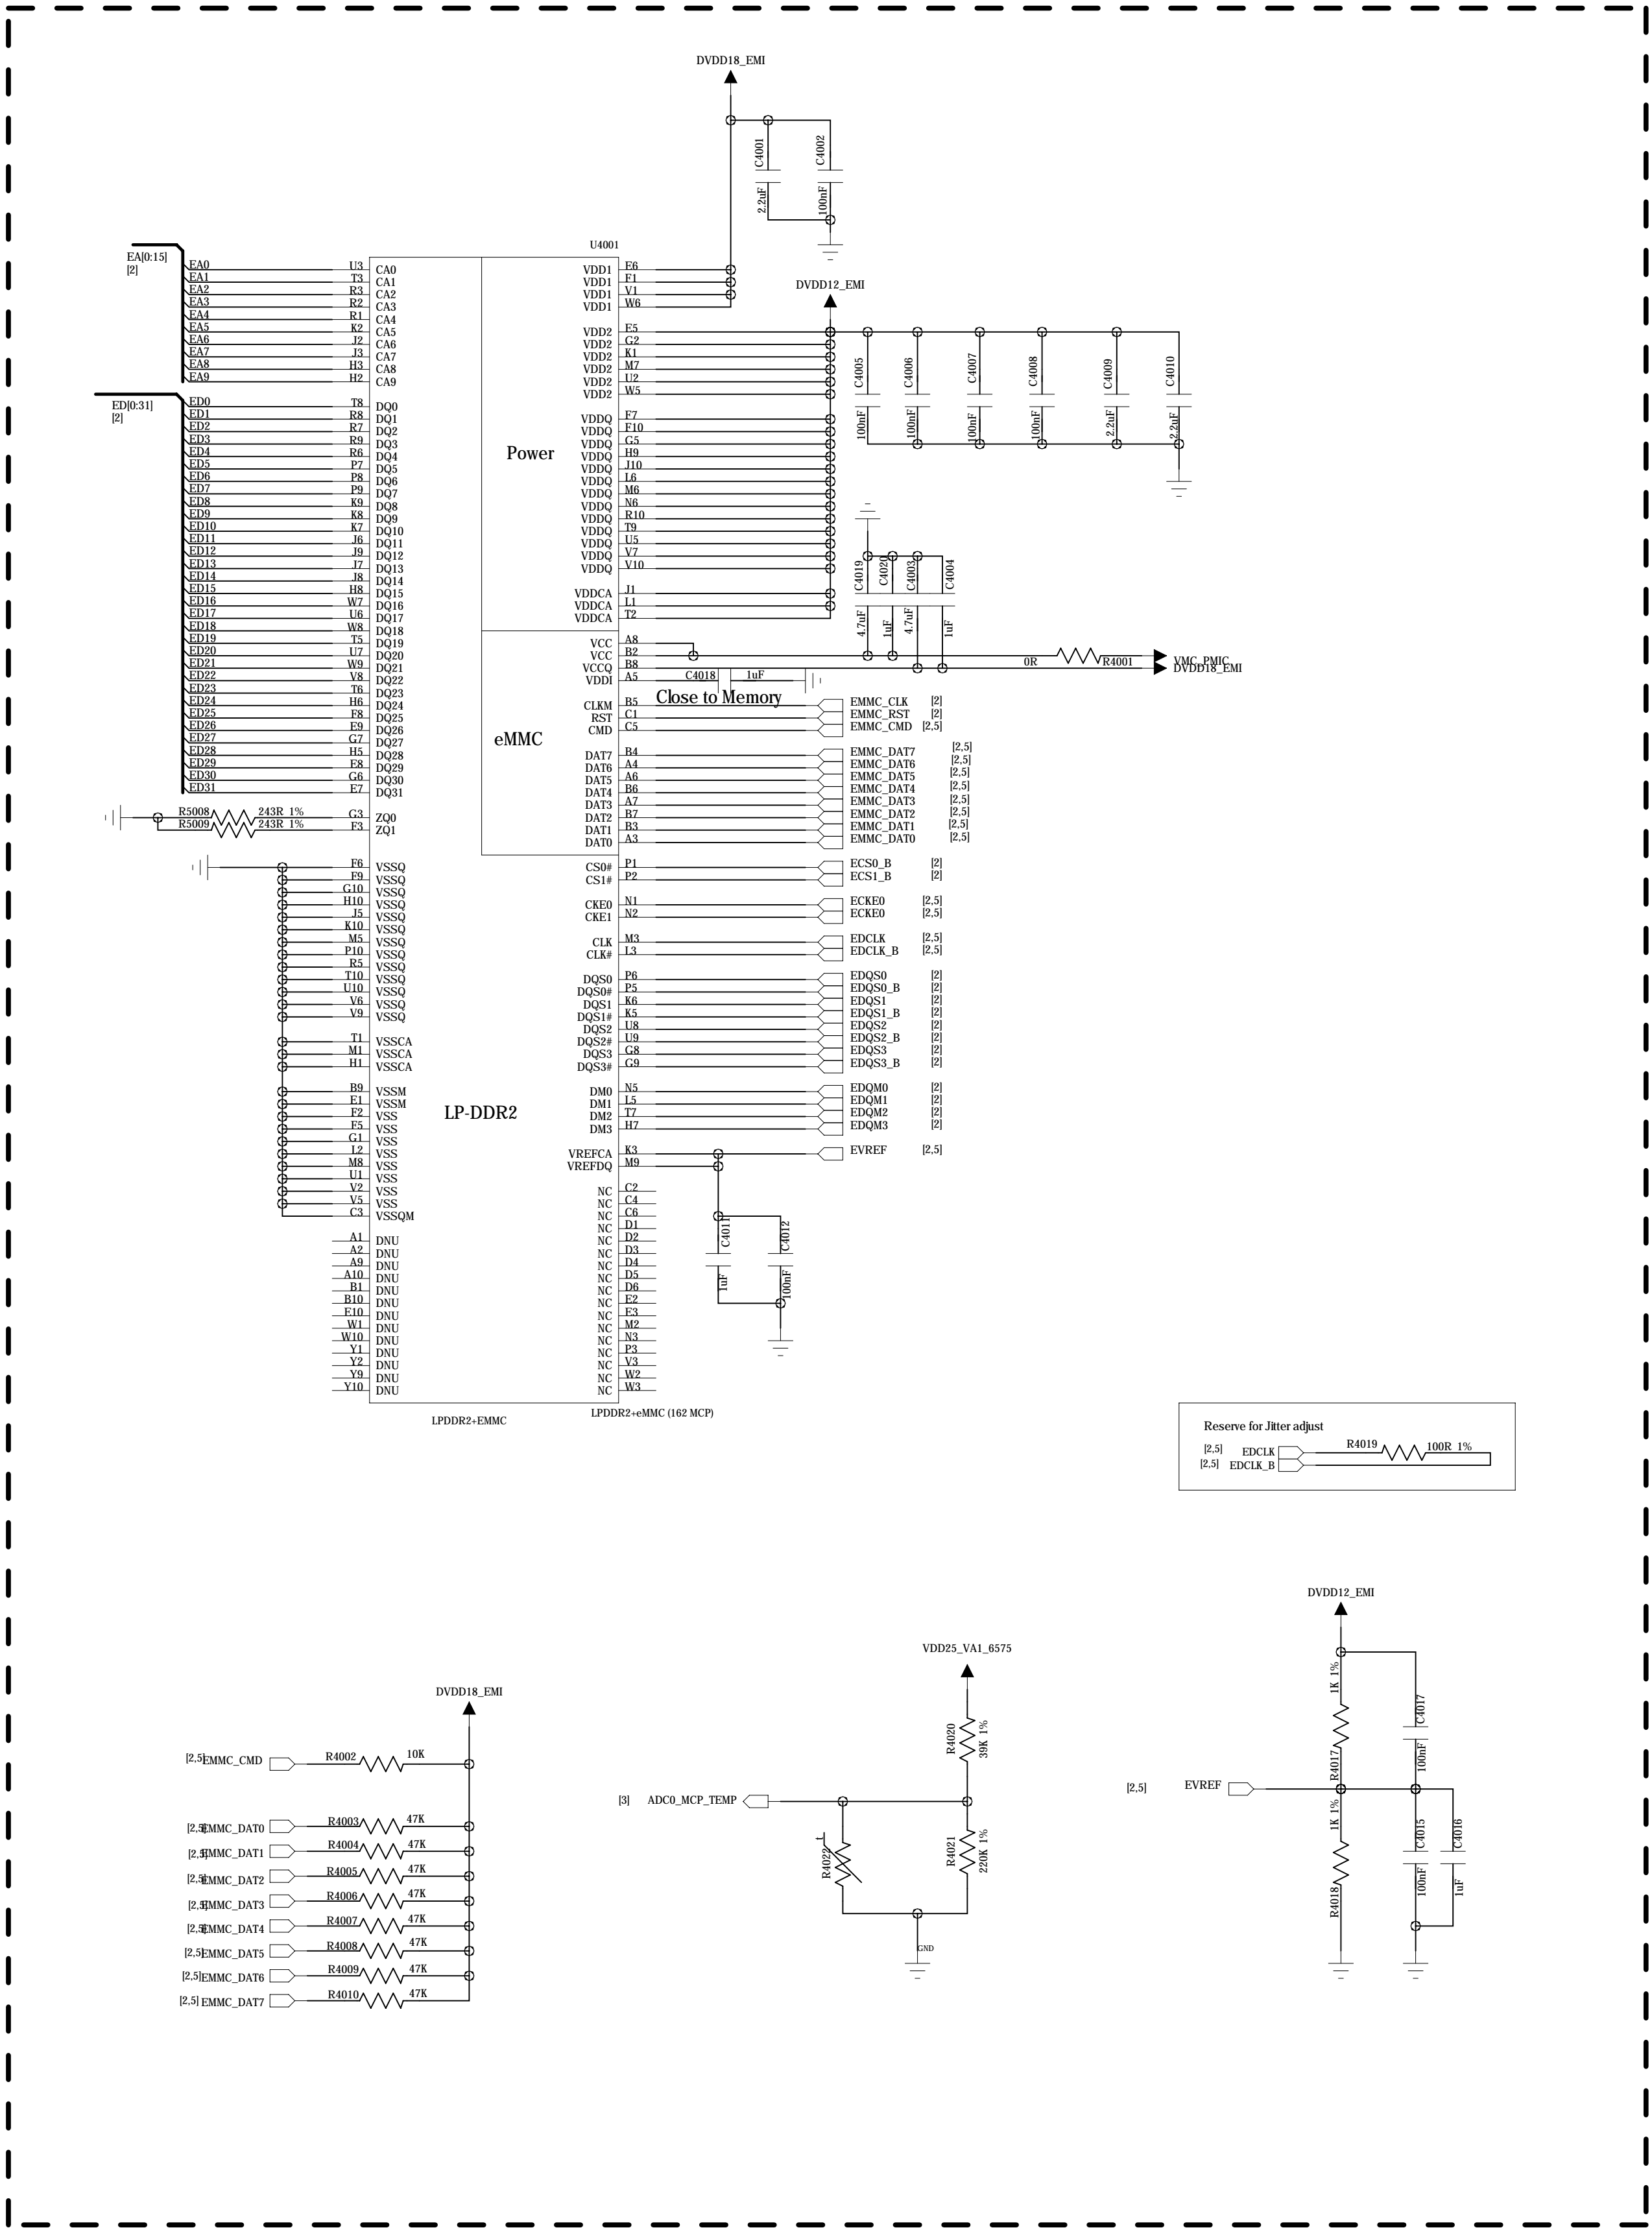 DVDD18_EMI
C4001
2.2uF
C4002
100nF
U4001
EA[0:15]
[2]
EA0 U3 CA0
EA1 T3 CA1
EA2 R3 CA2
EA3 R2 CA3
EA4 R1 CA4
EA5 K2 CA5
EA6 J2 CA6
EA7 J3 CA7
EA8 H3 CA8
EA9 H2 CA9
ED[0:31]
[2]
ED0 T8 DQ0
ED1 R8 DQ1
ED2 R7 DQ2
ED3 R9 DQ3
ED4 R6 DQ4
ED5 P7 DQ5
ED6 P8 DQ6
ED7 P9 DQ7
ED8 K9 DQ8
ED9 K8 DQ9
ED10 K7 DQ10
ED11 J6 DQ11
ED12 J9 DQ12
ED13 J7 DQ13
ED14 J8 DQ14
ED15 H8 DQ15
ED16 W7 DQ16
ED17 U6 DQ17
ED18 W8 DQ18
ED19 T5 DQ19
ED20 U7 DQ20
ED21 W9 DQ21
ED22 V8 DQ22
ED23 T6 DQ23
ED24 H6 DQ24
ED25 F8 DQ25
ED26 E9 DQ26
ED27 G7 DQ27
ED28 H5 DQ28
ED29 E8 DQ29
ED30 G6 DQ30
ED31 E7 DQ31
R5008 243R 1% G3 ZQ0
R5009 243R 1% F3 ZQ1
F6 VSSQ
F9 VSSQ
G10 VSSQ
H10 VSSQ
J5 VSSQ
K10 VSSQ
M5 VSSQ
P10 VSSQ
R5 VSSQ
T10 VSSQ
U10 VSSQ
V6 VSSQ
V9 VSSQ
T1 VSSCA
M1 VSSCA
H1 VSSCA
B9 VSSM
E1 VSSM
F2 VSS
F5 VSS
G1 VSS
L2 VSS
M8 VSS
U1 VSS
V2 VSS
V5 VSS
C3 VSSQM
A1 DNU
A2 DNU
A9 DNU
A10 DNU
B1 DNU
B10 DNU
E10 DNU
W1 DNU
W10 DNU
Y1 DNU
Y2 DNU
Y9 DNU
Y10 DNU
Power
eMMC
LP-DDR2
VDD1 E6
VDD1 F1
VDD1 V1
VDD1 W6
DVDD12_EMI
VDD2 E5
VDD2 G2
VDD2 K1
VDD2 M7
VDD2 U2
VDD2 W5
VDDQ F7
VDDQ F10
VDDQ G5
VDDQ H9
VDDQ J10
VDDQ L6
VDDQ M6
VDDQ N6
VDDQ R10
VDDQ T9
VDDQ U5
VDDQ V7
VDDQ V10
VDDCA J1
VDDCA L1
VDDCA T2
C4005
100nF
C4006
100nF
C4007
100nF
C4008
100nF
C4009
2.2uF
C4010
2.2uF
C4019
4.7uF
C4020
1uF
C4003
4.7uF
C4004
1uF
VCC A8
VCC B2
VCCQ B8
VDDI A5
0R R4001 VMC_PMIC
DVDD18_EMI
C4018 1uF
Close to Memory
CLKM B5 EMMC_CLK [2]
RST C1 EMMC_RST [2]
CMD C5 EMMC_CMD [2,5]
DAT7 B4 EMMC_DAT7 [2,5]
DAT6 A4 EMMC_DAT6 [2,5]
DAT5 A6 EMMC_DAT5 [2,5]
DAT4 B6 EMMC_DAT4 [2,5]
DAT3 A7 EMMC_DAT3 [2,5]
DAT2 B7 EMMC_DAT2 [2,5]
DAT1 B3 EMMC_DAT1 [2,5]
DAT0 A3 EMMC_DAT0 [2,5]
CS0# P1 ECS0_B [2]
CS1# P2 ECS1_B [2]
CKE0 N1 ECKE0 [2,5]
CKE1 N2 ECKE0 [2,5]
CLK M3 EDCLK [2,5]
CLK# L3 EDCLK_B [2,5]
DQS0 P6 EDQS0 [2]
DQS0# P5 EDQS0_B [2]
DQS1 K6 EDQS1 [2]
DQS1# K5 EDQS1_B [2]
DQS2 U8 EDQS2 [2]
DQS2# U9 EDQS2_B [2]
DQS3 G8 EDQS3 [2]
DQS3# G9 EDQS3_B [2]
DM0 N5 EDQM0 [2]
DM1 L5 EDQM1 [2]
DM2 T7 EDQM2 [2]
DM3 H7 EDQM3 [2]
VREFCA K3 EVREF [2,5]
VREFDQ M9
NC C2
NC C4
NC C6
NC D1
NC D2
NC D3
NC D4
NC D5
NC D6
NC E2
NC E3
NC M2
NC N3
NC P3
NC V3
NC W2
NC W3
C4011
1uF
C4012
100nF
LPDDR2+EMMC
LPDDR2+eMMC (162 MCP)
Reserve for Jitter adjust
[2,5] EDCLK R4019 100R 1%
[2,5] EDCLK_B
DVDD18_EMI
[2,5] EMMC_CMD R4002 10K
[2,5] EMMC_DAT0 R4003 47K
[2,5] EMMC_DAT1 R4004 47K
[2,5] EMMC_DAT2 R4005 47K
[2,5] EMMC_DAT3 R4006 47K
[2,5] EMMC_DAT4 R4007 47K
[2,5] EMMC_DAT5 R4008 47K
[2,5] EMMC_DAT6 R4009 47K
[2,5] EMMC_DAT7 R4010 47K
VDD25_VA1_6575
R4020
39K 1%
[3] ADC0_MCP_TEMP
R4022
t
R4021
220K 1%
GND
DVDD12_EMI
1K 1%
R4017
C4017
100nF
[2,5] EVREF
1K 1%
R4018
C4015
100nF
C4016
1uF